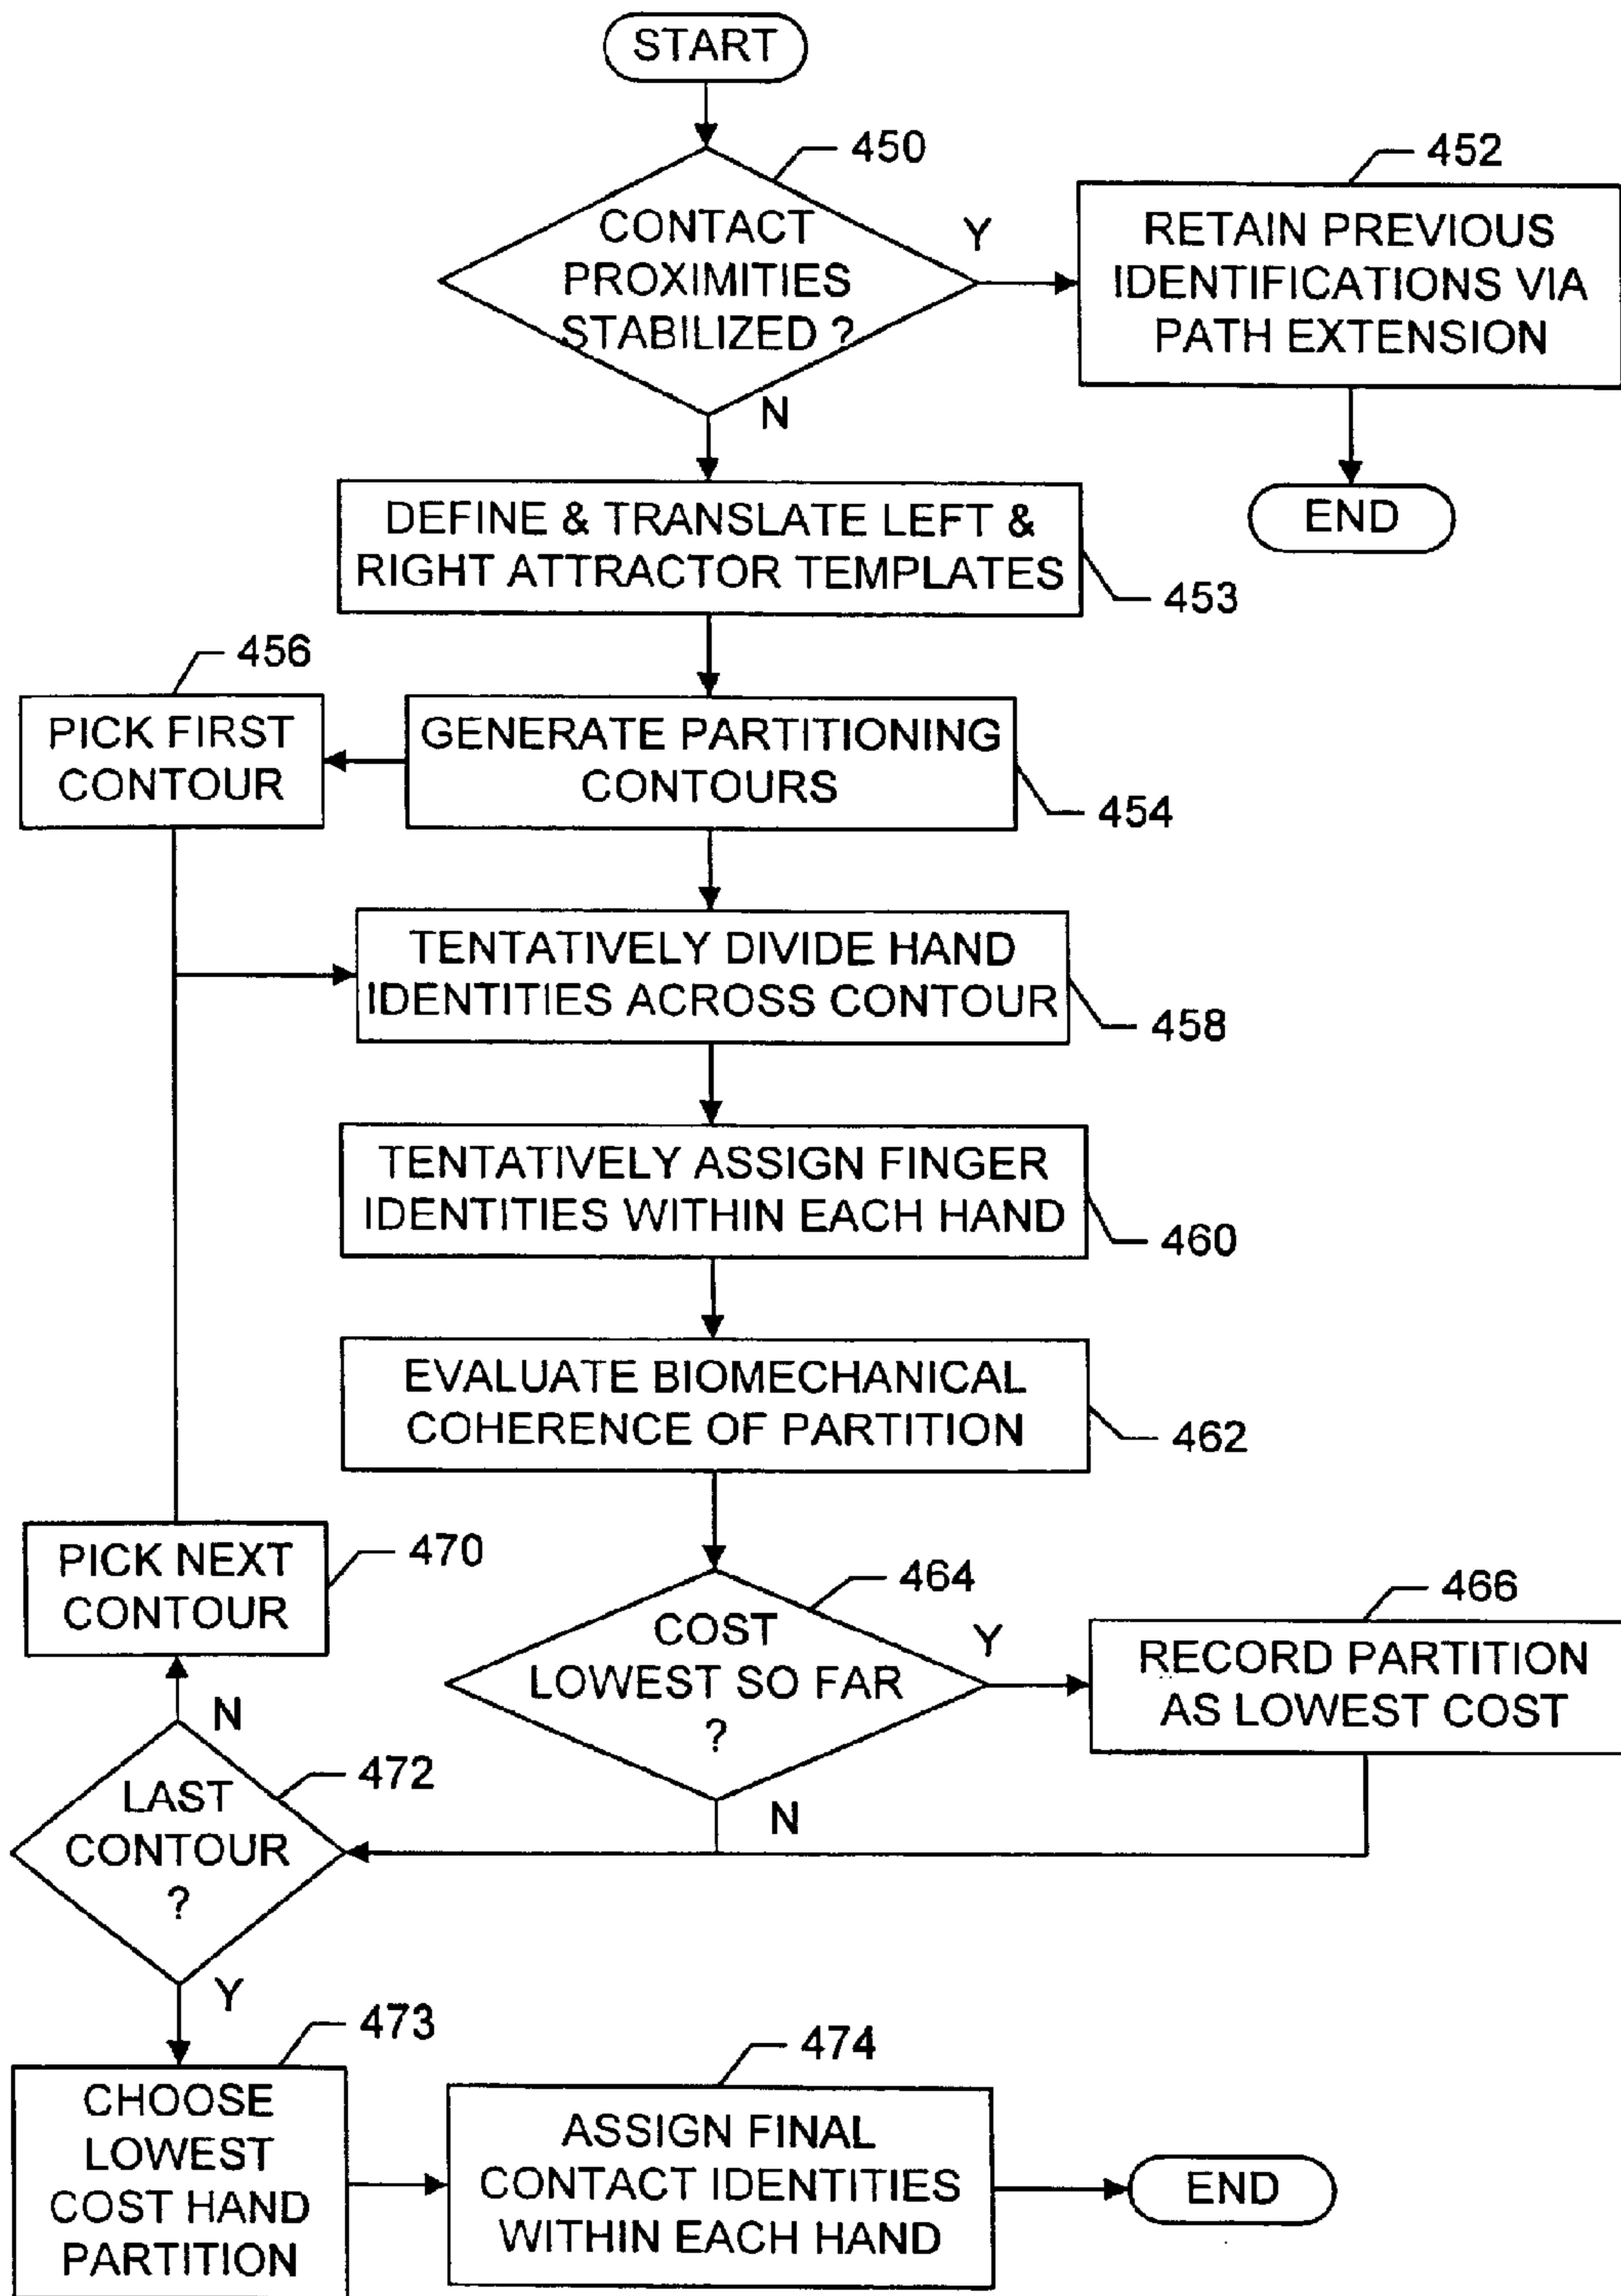 START
450
CONTACT
PROXIMITIES
STABILIZED ?
Y
N
452
RETAIN PREVIOUS
IDENTIFICATIONS VIA
PATH EXTENSION
END
DEFINE & TRANSLATE LEFT &
RIGHT ATTRACTOR TEMPLATES
453
456
PICK FIRST
CONTOUR
GENERATE PARTITIONING
CONTOURS
454
TENTATIVELY DIVIDE HAND
IDENTITIES ACROSS CONTOUR
458
TENTATIVELY ASSIGN FINGER
IDENTITIES WITHIN EACH HAND
460
EVALUATE BIOMECHANICAL
COHERENCE OF PARTITION
462
PICK NEXT
CONTOUR
470
464
COST
LOWEST SO FAR
?
Y
N
466
RECORD PARTITION
AS LOWEST COST
N
472
LAST
CONTOUR
?
Y
473
CHOOSE
LOWEST
COST HAND
PARTITION
474
ASSIGN FINAL
CONTACT IDENTITIES
WITHIN EACH HAND
END